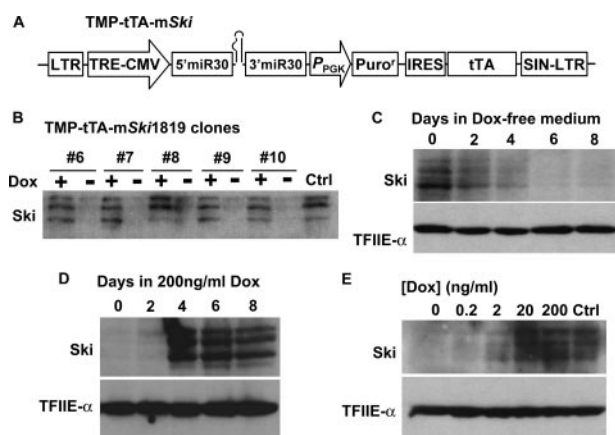 A
TMP-tTA-mSki
LTR TRE-CMV 5'miR30 3'miR30 PPGK Puroʳ IRES tTA SIN-LTR
B
TMP-tTA-mSki1819 clones
#6 #7 #8 #9 #10
Dox + - + - + - + - + - Ctrl
Ski
C
Days in Dox-free medium
0 2 4 6 8
Ski
TFIIE-α
D
Days in 200ng/ml Dox
0 2 4 6 8
Ski
TFIIE-α
E
[Dox] (ng/ml)
0 0.2 2 20 200 Ctrl
Ski
TFIIE-α